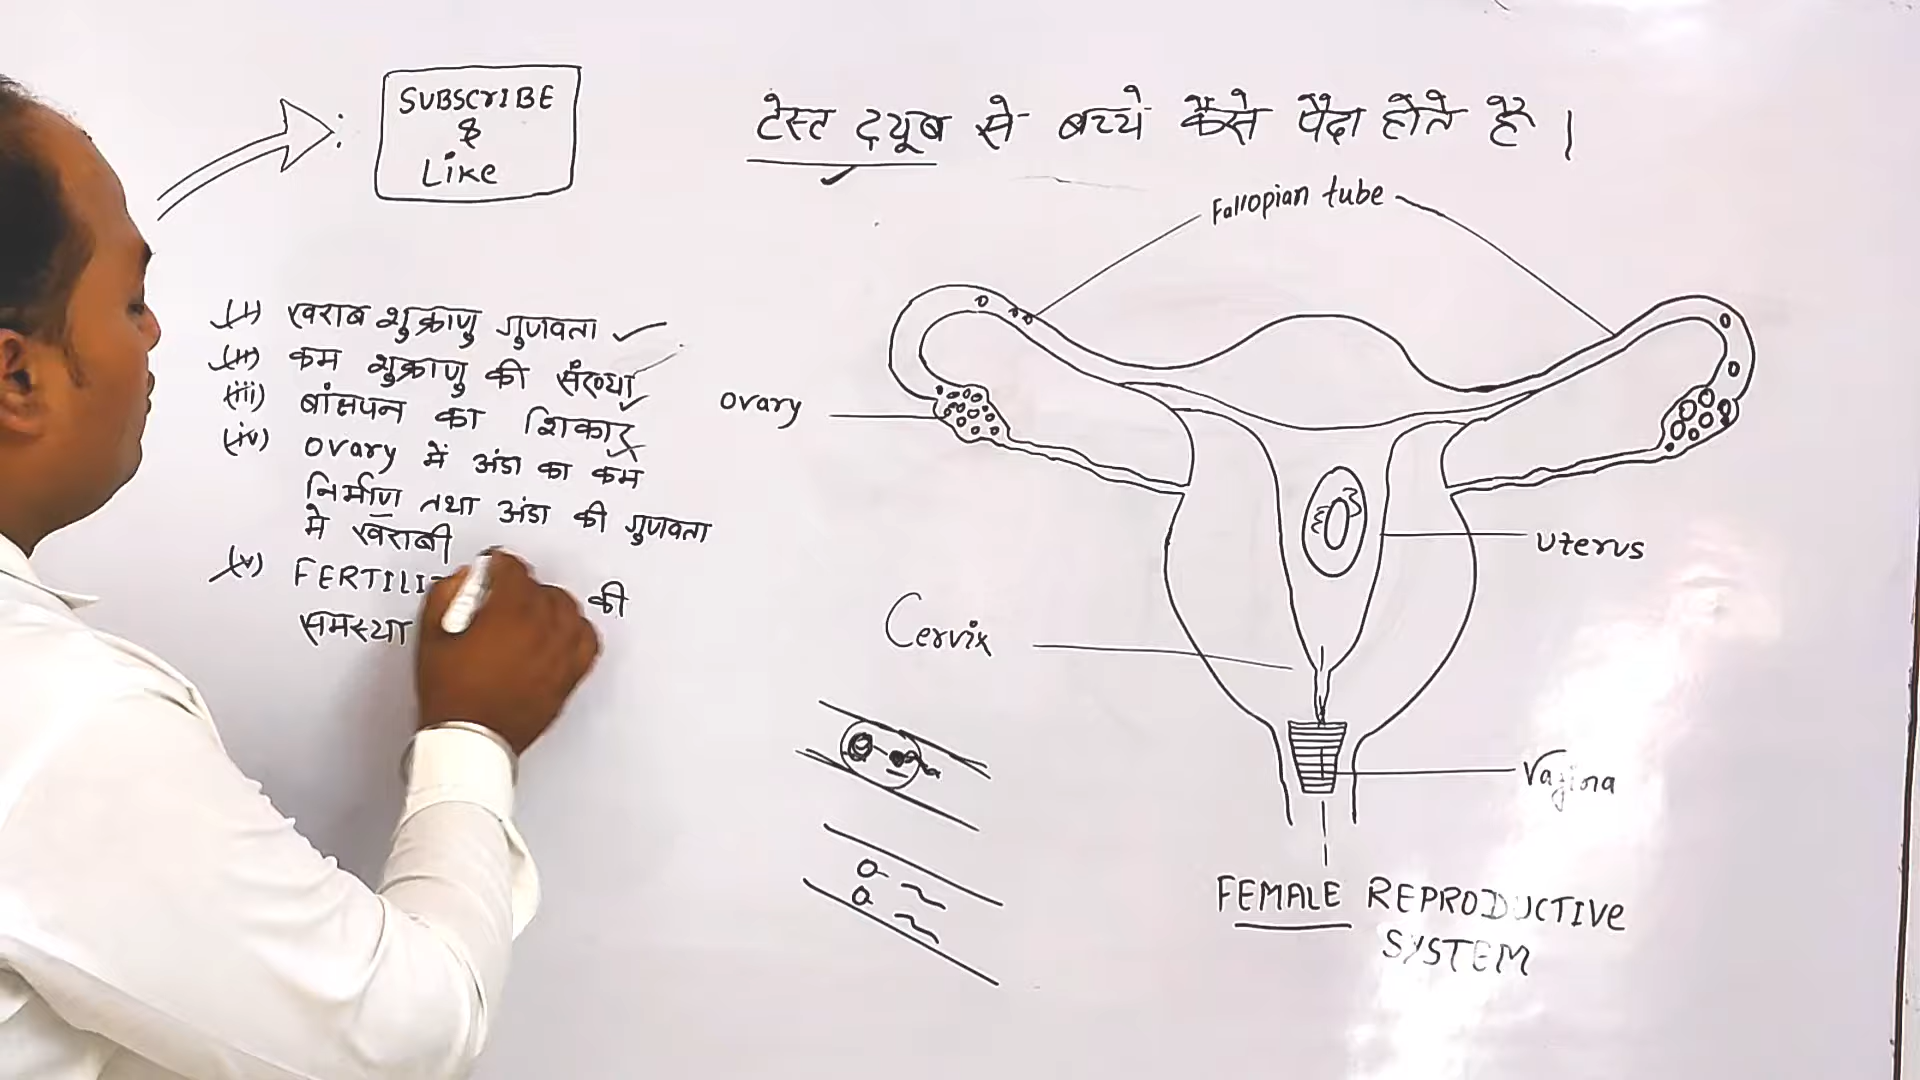 SUBSCrIBE
&
Like
टेस्ट ट्यूब से बच्चे कैसे पैदा होते है ।
Fallopian tube
(i) खराब शुक्राणु गुणवता
(ii) कम शुक्राणु की संख्या
(iii) बांझपन का शिकार
(iv) ovary में अंडा का कम
निर्माण तथा अंडा की गुणवता
मे खराबी
(v) की
समस्या
ovary
uterus
Cervix
Vagina
FEMALE REPRODUCTIVE
SYSTEM